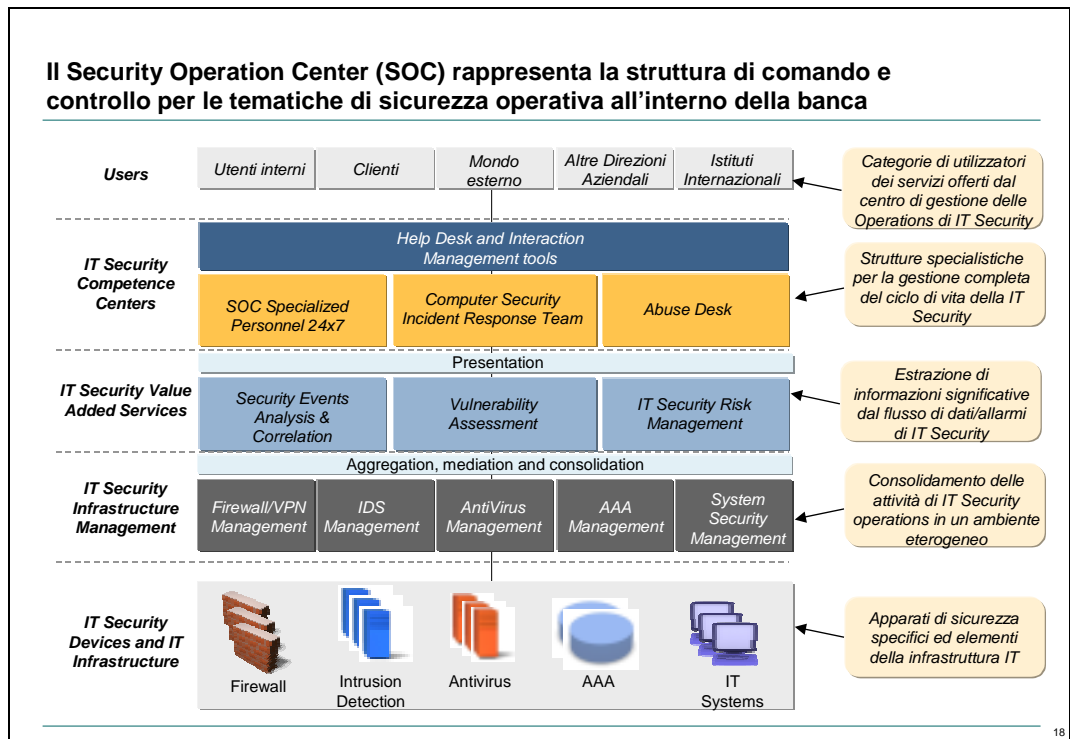 Il Security Operation Center (SOC) rappresenta la struttura di comando e
controllo per le tematiche di sicurezza operativa all'interno della banca
Users
Utenti interni
Clienti
Mondo
esterno
Altre Direzioni
Aziendali
Istituti
Internazionali
Categorie di utilizzatori
dei servizi offerti dal
centro di gestione delle
Operations di IT Security
IT Security
Competence
Centers
Help Desk and Interaction
Management tools
SOC Specialized
Personnel 24x7
Computer Security
Incident Response Team
Abuse Desk
Strutture specialistiche
per la gestione completa
del ciclo di vita della IT
Security
Presentation
IT Security Value
Added Services
Security Events
Analysis &
Correlation
Vulnerability
Assessment
IT Security Risk
Management
Estrazione di
informazioni significative
dal flusso di dati/allarmi
di IT Security
Aggregation, mediation and consolidation
IT Security
Infrastructure
Management
Firewall/VPN
Management
IDS
Management
AntiVirus
Management
AAA
Management
System
Security
Management
Consolidamento delle
attività di IT Security
operations in un ambiente
eterogeneo
IT Security
Devices and IT
Infrastructure
Firewall
Intrusion
Detection
Antivirus
AAA
IT
Systems
Apparati di sicurezza
specifici ed elementi
della infrastruttura IT
18